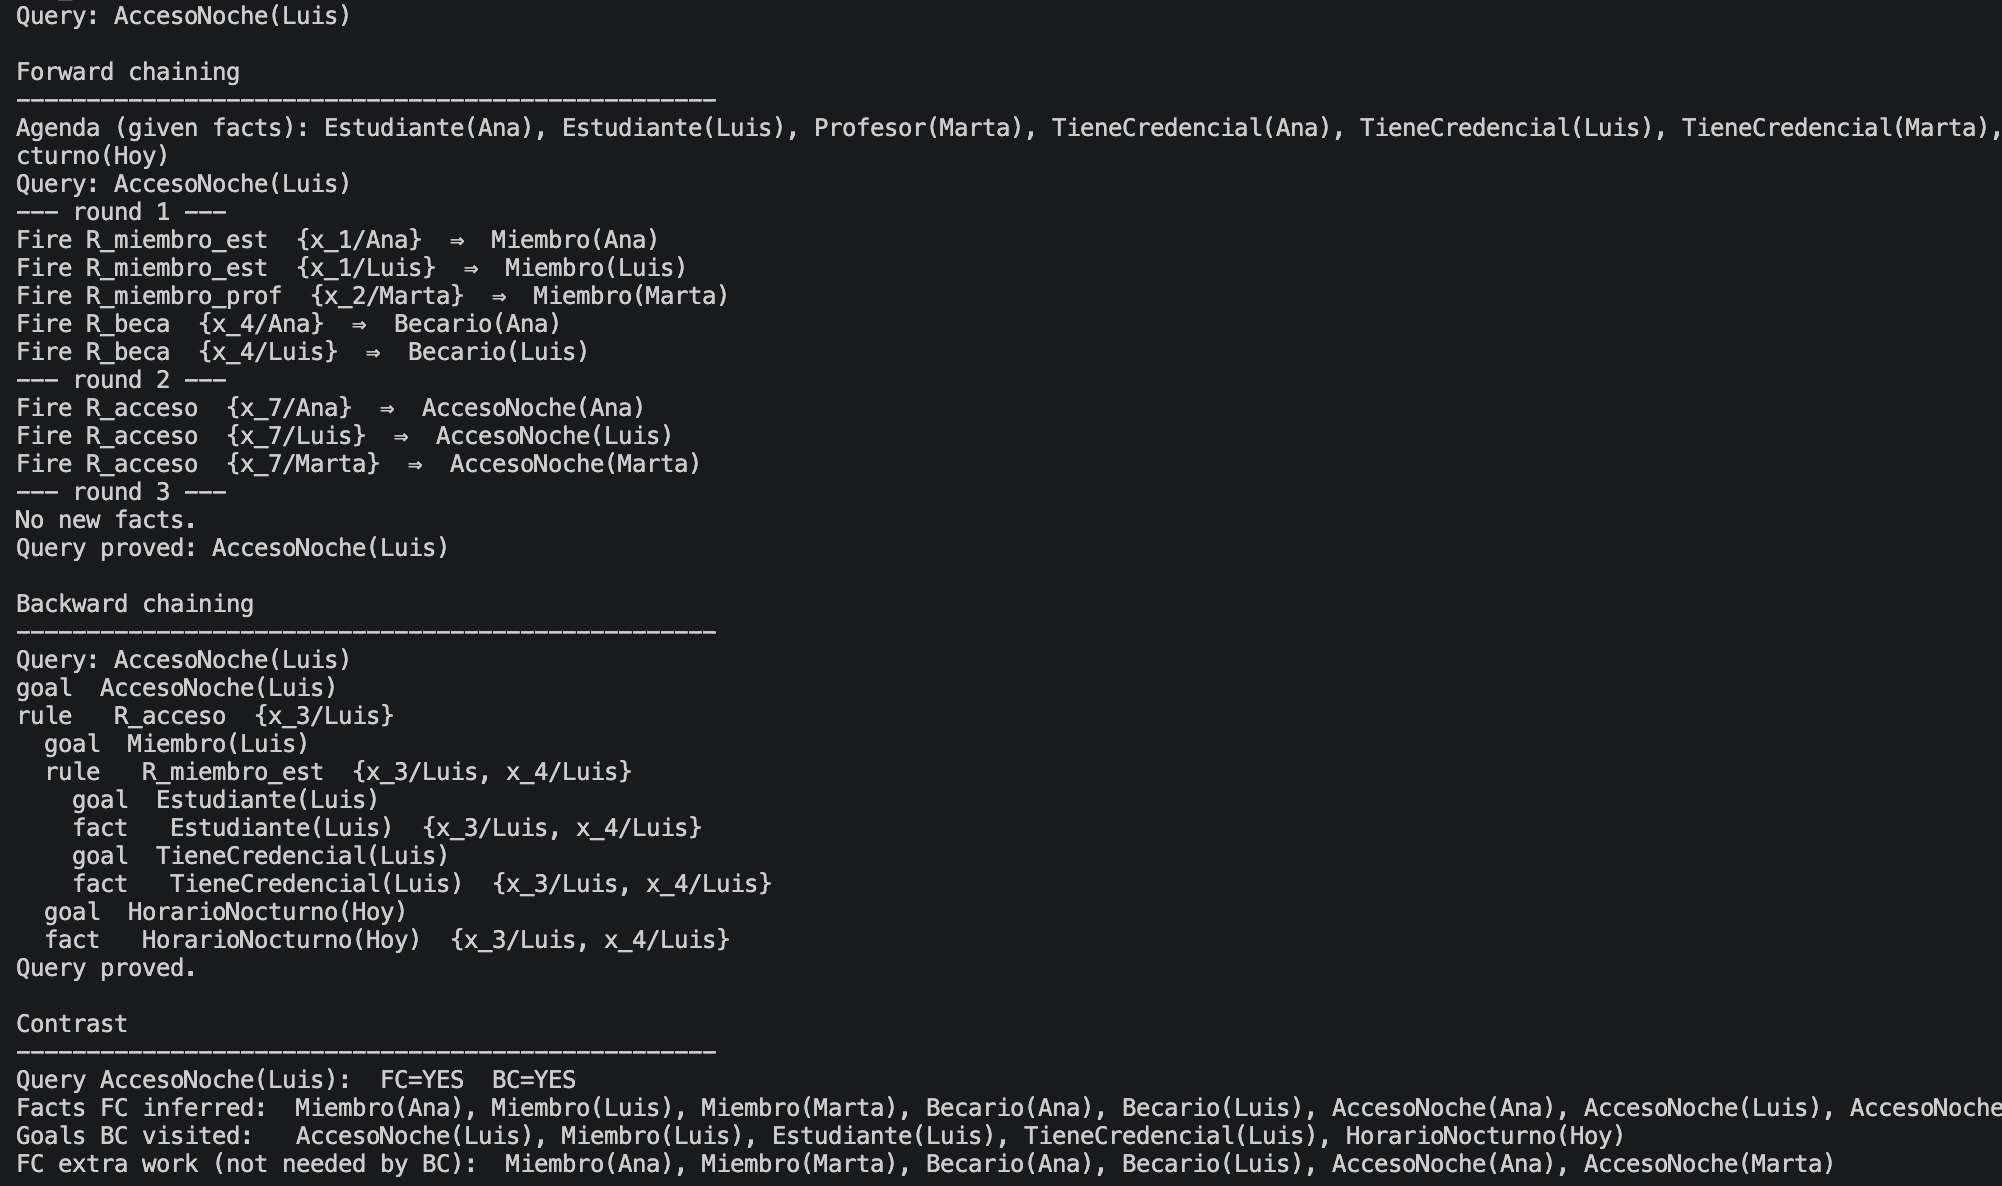 Query: AccesoNoche(Luis)
Forward chaining
--------------------------------------------------
Agenda (given facts): Estudiante(Ana), Estudiante(Luis), Profesor(Marta), TieneCredencial(Ana), TieneCredencial(Luis), TieneCredencial(Marta),
cturno(Hoy)
Query: AccesoNoche(Luis)
--- round 1 ---
Fire R_miembro_est  {x_1/Ana}  ⇒  Miembro(Ana)
Fire R_miembro_est  {x_1/Luis}  ⇒  Miembro(Luis)
Fire R_miembro_prof  {x_2/Marta}  ⇒  Miembro(Marta)
Fire R_beca  {x_4/Ana}  ⇒  Becario(Ana)
Fire R_beca  {x_4/Luis}  ⇒  Becario(Luis)
--- round 2 ---
Fire R_acceso  {x_7/Ana}  ⇒  AccesoNoche(Ana)
Fire R_acceso  {x_7/Luis}  ⇒  AccesoNoche(Luis)
Fire R_acceso  {x_7/Marta}  ⇒  AccesoNoche(Marta)
--- round 3 ---
No new facts.
Query proved: AccesoNoche(Luis)
Backward chaining
--------------------------------------------------
Query: AccesoNoche(Luis)
goal  AccesoNoche(Luis)
rule   R_acceso  {x_3/Luis}
  goal  Miembro(Luis)
  rule   R_miembro_est  {x_3/Luis, x_4/Luis}
    goal  Estudiante(Luis)
    fact   Estudiante(Luis)  {x_3/Luis, x_4/Luis}
    goal  TieneCredencial(Luis)
    fact   TieneCredencial(Luis)  {x_3/Luis, x_4/Luis}
  goal  HorarioNocturno(Hoy)
  fact   HorarioNocturno(Hoy)  {x_3/Luis, x_4/Luis}
Query proved.
Contrast
--------------------------------------------------
Query AccesoNoche(Luis):  FC=YES  BC=YES
Facts FC inferred:  Miembro(Ana), Miembro(Luis), Miembro(Marta), Becario(Ana), Becario(Luis), AccesoNoche(Ana), AccesoNoche(Luis), AccesoNoche
Goals BC visited:   AccesoNoche(Luis), Miembro(Luis), Estudiante(Luis), TieneCredencial(Luis), HorarioNocturno(Hoy)
FC extra work (not needed by BC):  Miembro(Ana), Miembro(Marta), Becario(Ana), Becario(Luis), AccesoNoche(Ana), AccesoNoche(Marta)